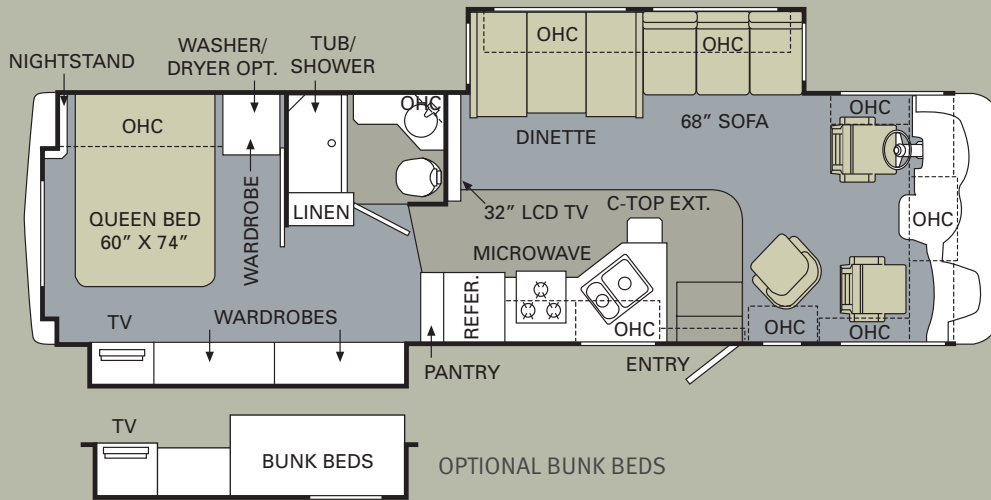 NIGHTSTAND
WASHER/
DRYER OPT.
TUB/
SHOWER
OHC
OHC
OHC
OHC
DINETTE
68” SOFA
OHC
QUEEN BED
60” X 74”
WARDROBE
LINEN
32” LCD TV
C-TOP EXT.
MICROWAVE
OHC
TV
WARDROBES
REFER.
PANTRY
OHC
ENTRY
OHC
OHC
TV
BUNK BEDS
OPTIONAL BUNK BEDS